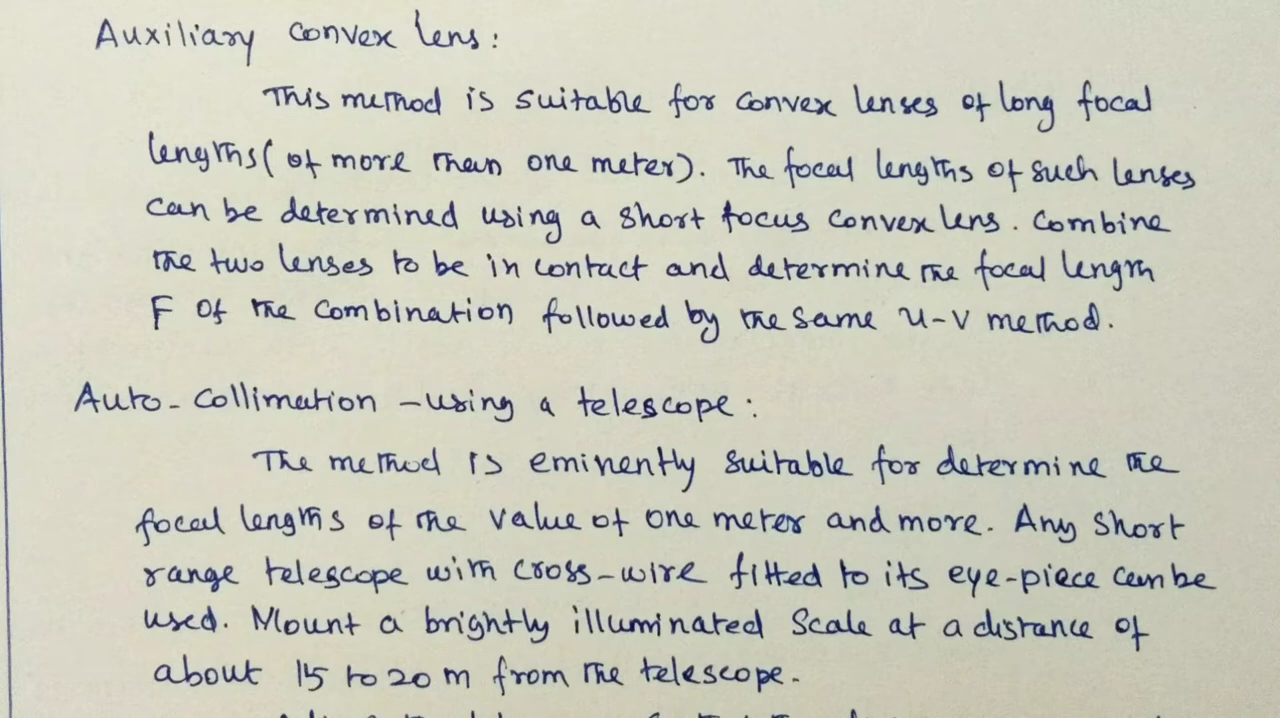 Auxiliary convex lens:
This method is suitable for convex lenses of long focal
lengths (of more than one meter). The focal lengths of such lenses
can be determined using a short focus convex lens. Combine
the two lenses to be in contact and determine the focal length
F of the combination followed by the same u-v method.
Auto-collimation - using a telescope:
The method is eminently suitable for determine the
focal lengths of the value of one meter and more. Any short
range telescope with cross-wire fitted to its eye-piece can be
used. Mount a brightly illuminated scale at a distance of
about 15 to 20 m from the telescope.